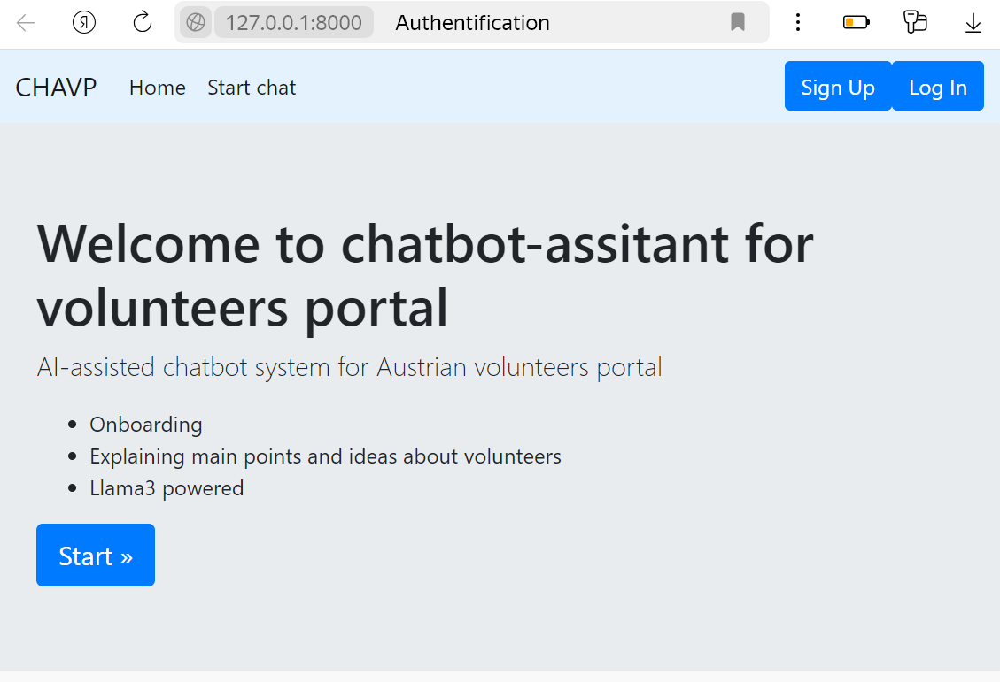 Я 127.0.0.1:8000 Authentification
CHAVP Home Start chat Sign Up Log In
Welcome to chatbot-assitant for
volunteers portal
AI-assisted chatbot system for Austrian volunteers portal
• Onboarding
• Explaining main points and ideas about volunteers
• Llama3 powered
Start »